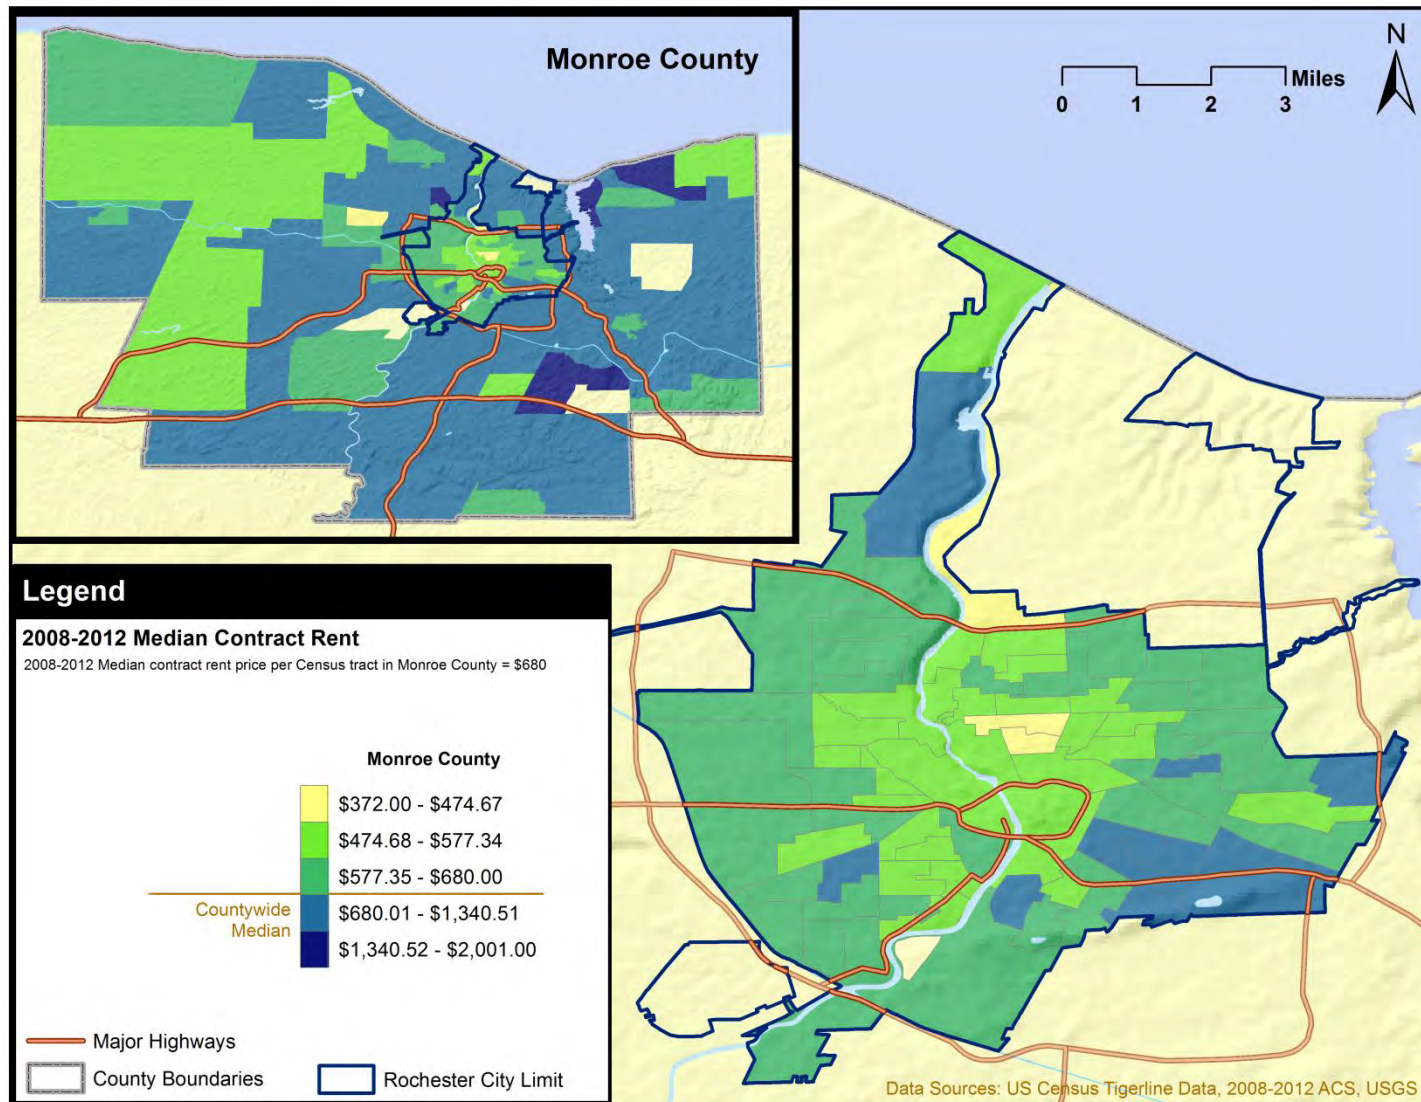 Monroe County
N
Miles
0 1 2 3
Legend
2008-2012 Median Contract Rent
2008-2012 Median contract rent price per Census tract in Monroe County = $680
Monroe County
$372.00 - $474.67
$474.68 - $577.34
$577.35 - $680.00
Countywide
Median
$680.01 - $1,340.51
$1,340.52 - $2,001.00
Major Highways
County Boundaries
Rochester City Limit
Data Sources: US Census Tigerline Data, 2008-2012 ACS, USGS